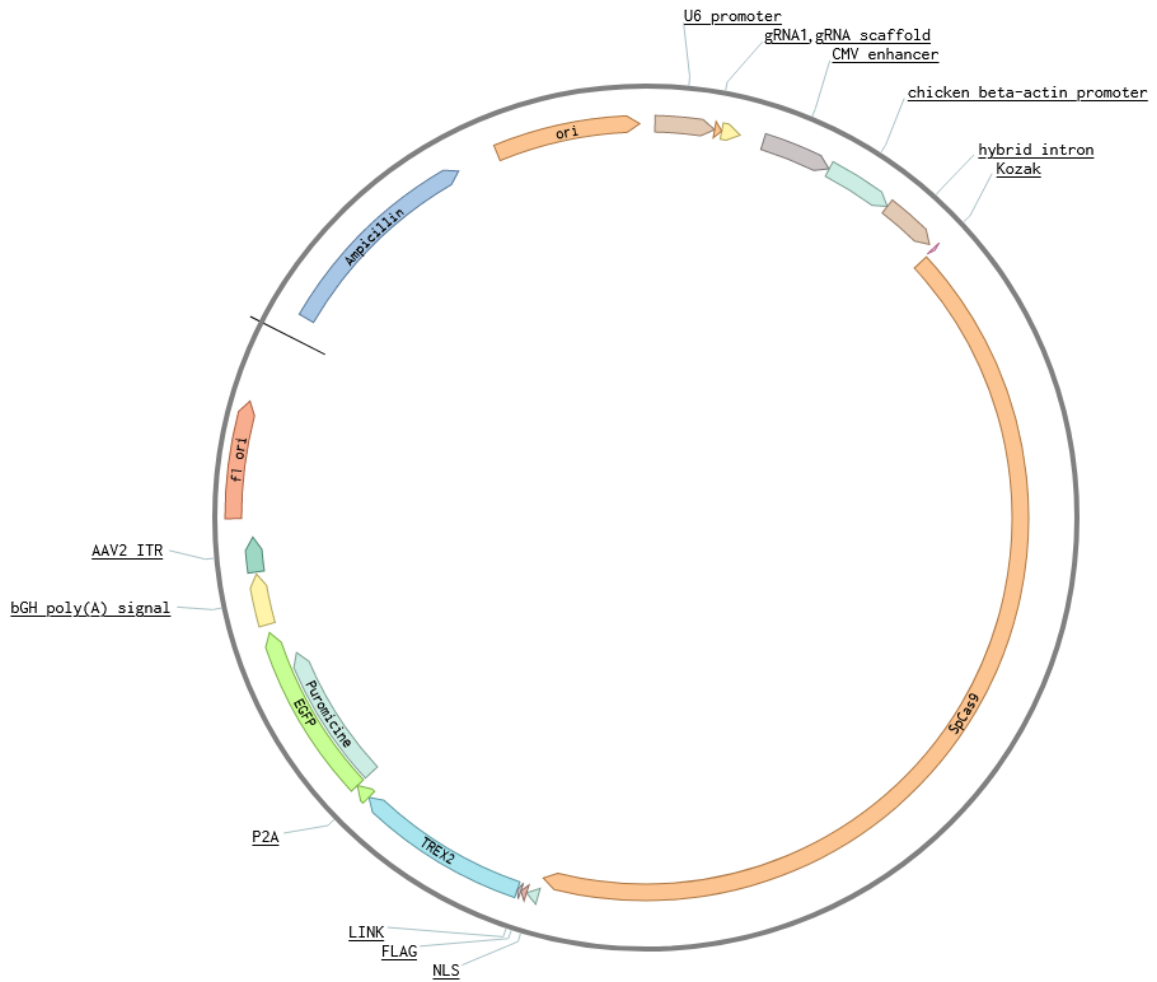 U6 promoter
gRNA1, gRNA scaffold
CMV enhancer
chicken beta-actin promoter
hybrid intron
Kozak
ori
Ampicillin
f1 ori
AAV2 ITR
bGH poly(A) signal
Puromicine
EGFP
SpCas9
P2A
TREX2
LINK
FLAG
NLS